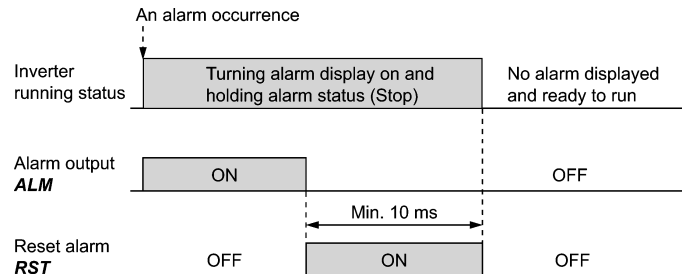 An alarm occurrence
Inverter
running status
Turning alarm display on and
holding alarm status (Stop)
No alarm displayed
and ready to run
Alarm output
ALM
ON
OFF
Min. 10 ms
Reset alarm
RST
OFF
ON
OFF